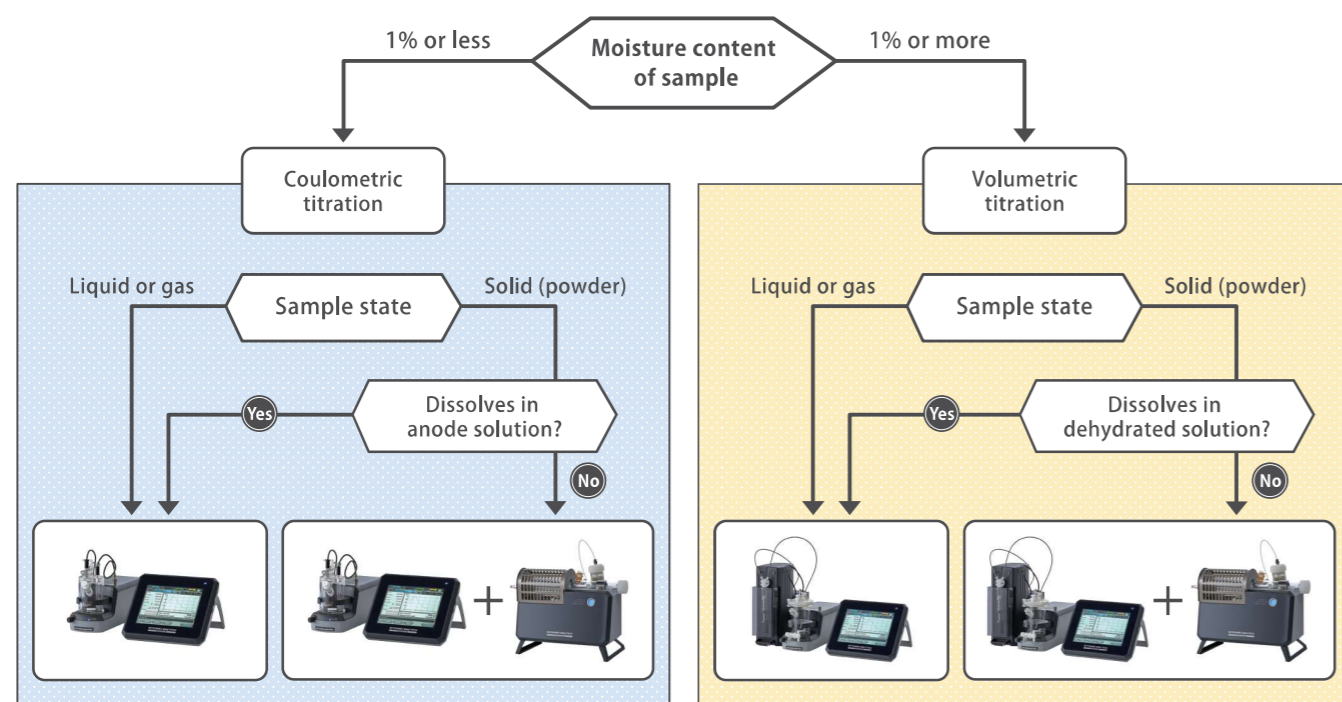 1% or less
Moisture content
of sample
1% or more
Coulometric
titration
Volumetric
titration
Liquid or gas
Sample state
Solid (powder)
Liquid or gas
Sample state
Solid (powder)
Yes
Dissolves in
anode solution?
No
Yes
Dissolves in
dehydrated solution?
No
+
+